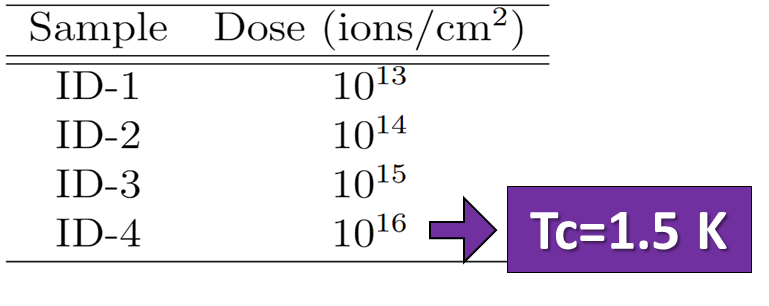 Sample Dose (ions/cm²)
ID-1 10¹³
ID-2 10¹⁴
ID-3 10¹⁵
ID-4 10¹⁶ Tc=1.5 K